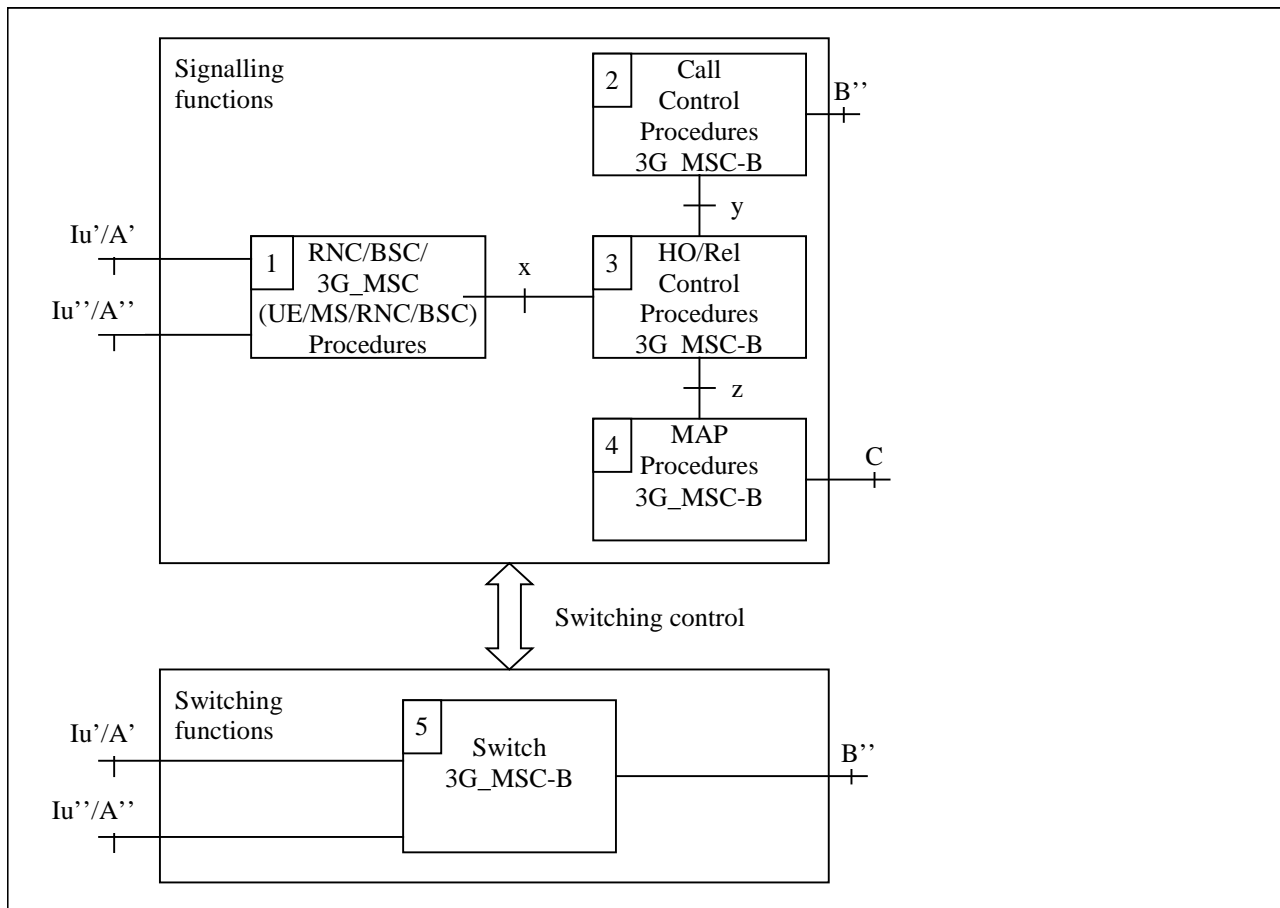 Signalling
functions
2
Call
Control
Procedures
3G_MSC-B
B’’
y
Iu’/A'
Iu’’/A’’
1
RNC/BSC/
3G_MSC
(UE/MS/RNC/BSC)
Procedures
x
3
HO/Rel
Control
Procedures
3G_MSC-B
z
4
MAP
Procedures
3G_MSC-B
C
Switching control
Switching
functions
Iu’/A'
Iu’’/A’’
5
Switch
3G_MSC-B
B’’